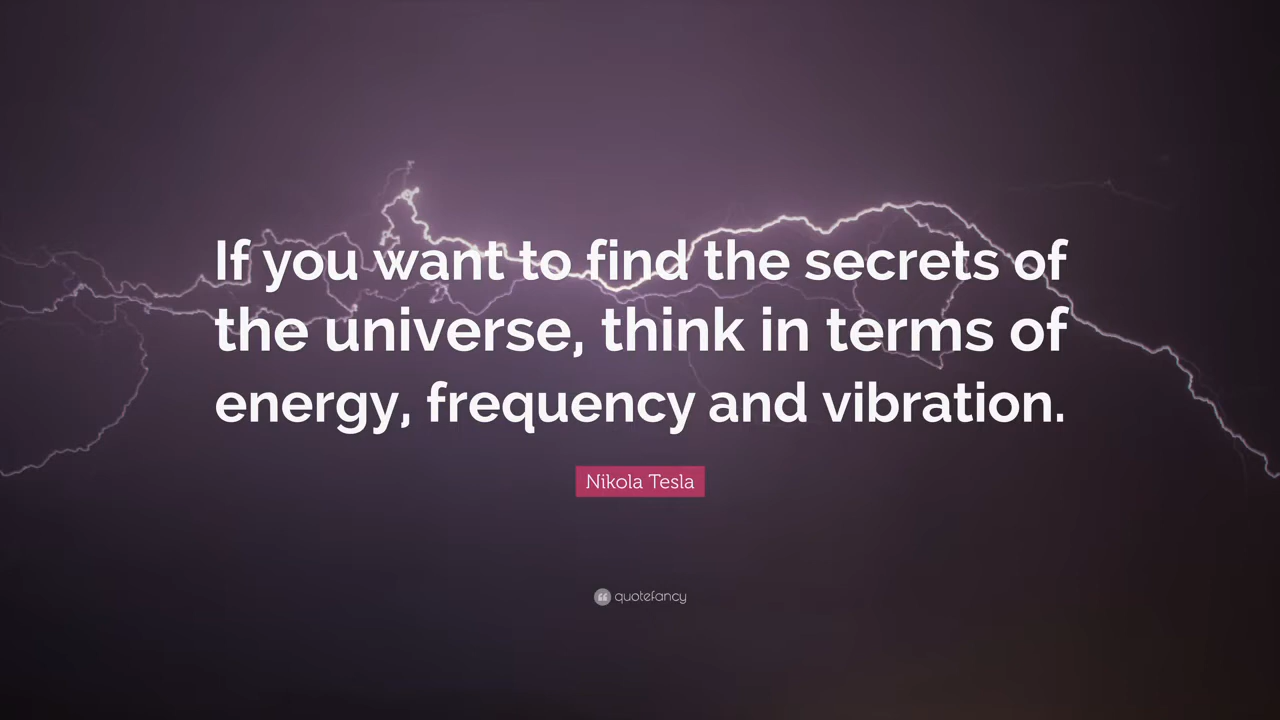 If you want to find the secrets of
the universe, think in terms of
energy, frequency and vibration.
Nikola Tesla
quotefancy